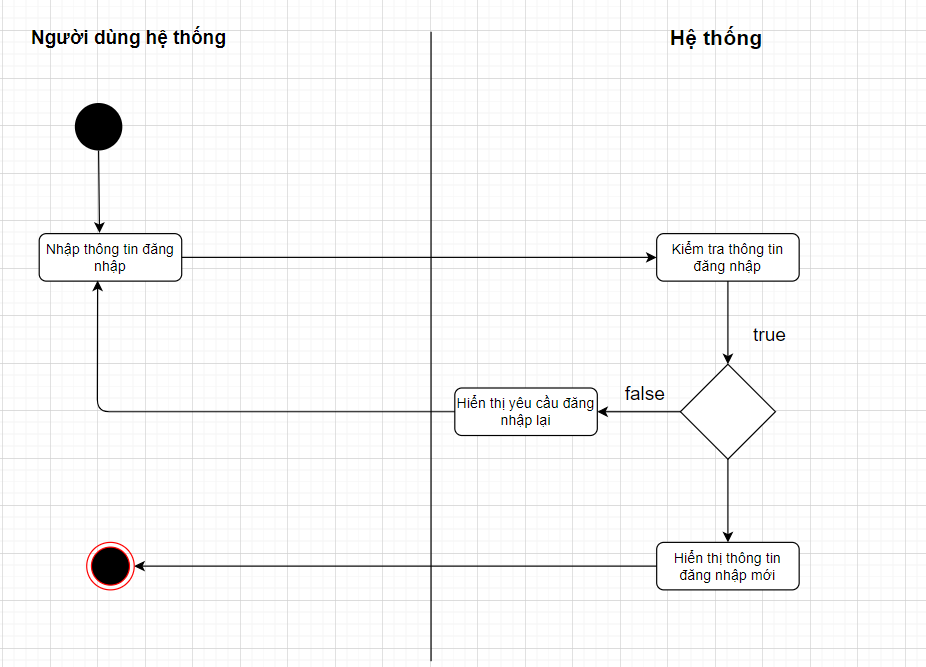 Người dùng hệ thống
Hệ thống
Nhập thông tin đăng
nhập
Kiểm tra thông tin
đăng nhập
true
false
Hiển thị yêu cầu đăng
nhập lại
Hiển thị thông tin
đăng nhập mới